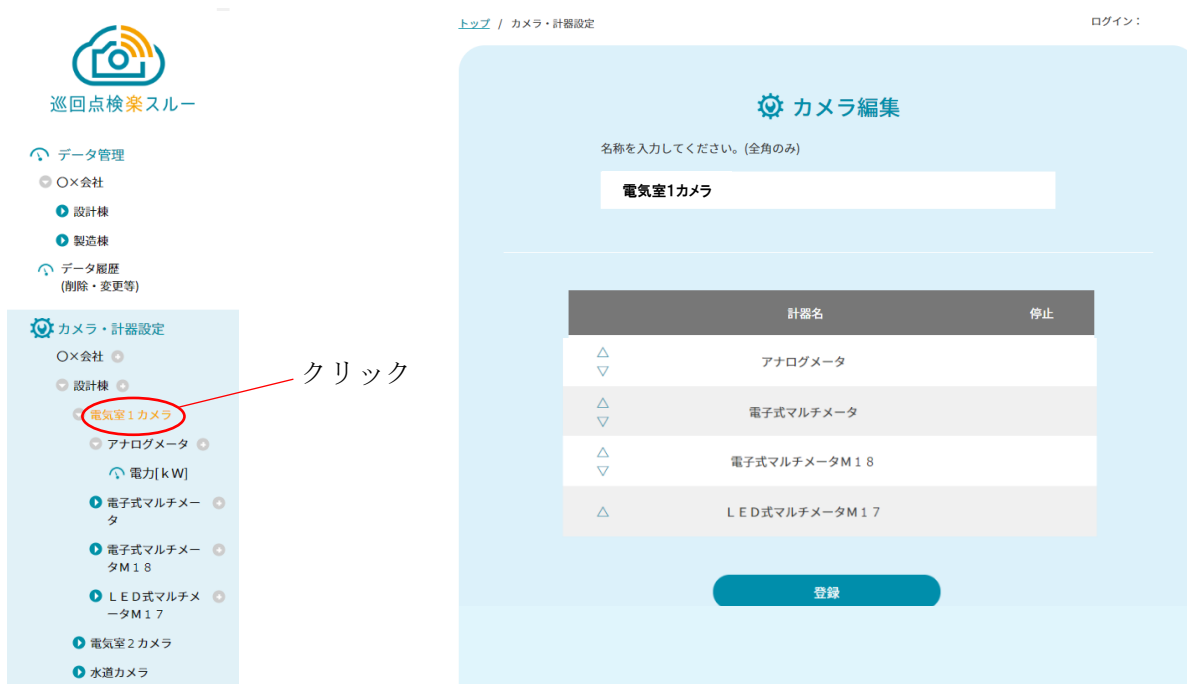 巡回点検楽スルー
データ管理
〇×会社
設計棟
製造棟
データ履歴
(削除・変更等)
カメラ・計器設定
〇×会社
設計棟
電気室１カメラ
アナログメータ
電力[ｋW]
電子式マルチメー
タ
電子式マルチメー
タM１８
ＬＥＤ式マルチメ
ータM１７
電気室２カメラ
水道カメラ
クリック
トップ / カメラ・計器設定
ログイン：
カメラ編集
名称を入力してください。(全角のみ)
電気室1カメラ
計器名 停止
アナログメータ
電子式マルチメータ
電子式マルチメータM１８
ＬＥＤ式マルチメータM１７
登録